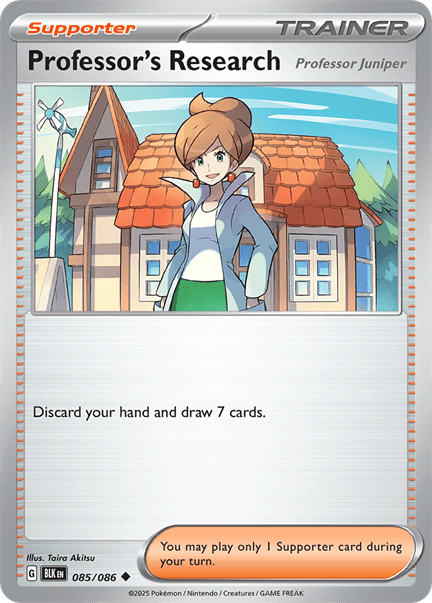 Supporter TRAINER
Professor's Research Professor Juniper
Discard your hand and draw 7 cards.
Illus. Taira Akitsu
You may play only 1 Supporter card during
your turn.
G BLK EN 085/086 ◆
©2025 Pokémon / Nintendo / Creatures / GAME FREAK